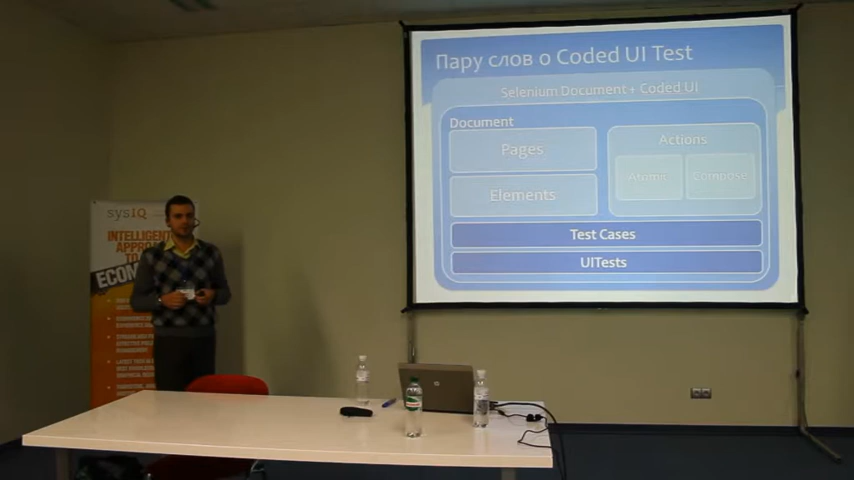 Пару слов о Coded UI Test
Selenium Document + Coded UI
Document
Pages
Elements
Actions
Atomic
Compose
Test Cases
UITests
sysIQ
INTELLIGENT
APPROA
TO
ECOM